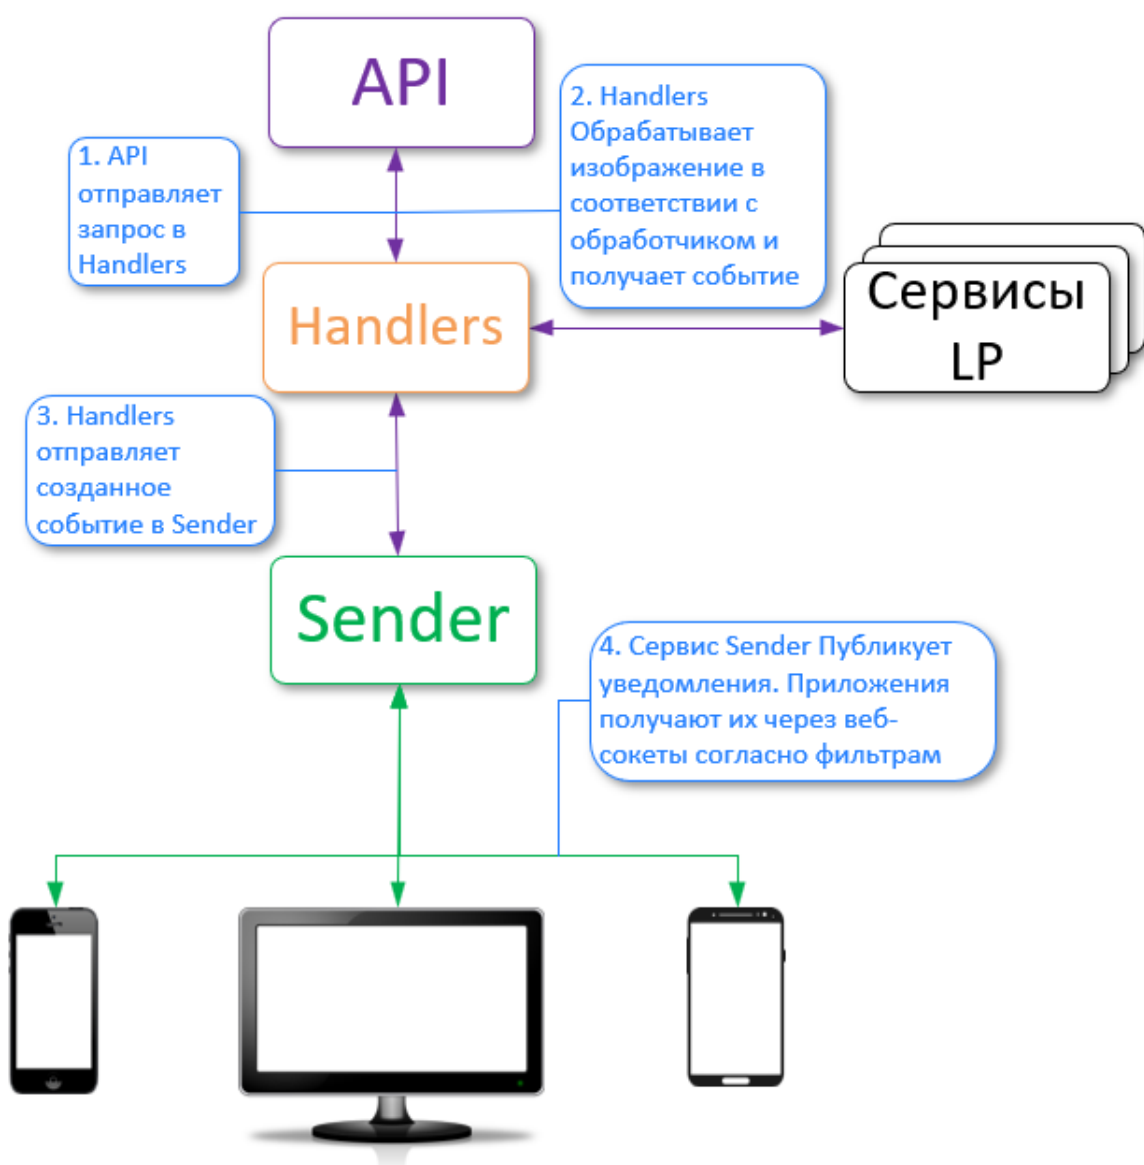 API
1. API
отправляет
запрос в
Handlers
2. Handlers
Обрабатывает
изображение в
соответствии с
обработчиком и
получает событие
Handlers
Сервисы
LP
3. Handlers
отправляет
созданное
событие в Sender
Sender
4. Сервис Sender Публикует
уведомления. Приложения
получают их через веб-
сокеты согласно фильтрам